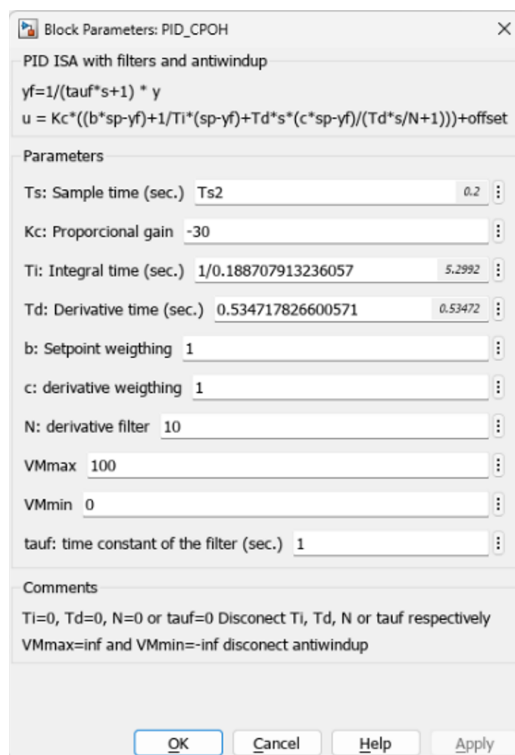 Block Parameters: PID_CPOH
PID ISA with filters and antiwindup
yf=1/(tauf*s+1) * y
u = Kc*((b*sp-yf)+1/Ti*(sp-yf)+Td*s*(c*sp-yf)/(Td*s/N+1)))+offset
Parameters
Ts: Sample time (sec.) Ts2 0.2
Kc: Proporcional gain -30
Ti: Integral time (sec.) 1/0.188707913236057 5.2992
Td: Derivative time (sec.) 0.534717826600571 0.53472
b: Setpoint weigthing 1
c: derivative weigthing 1
N: derivative filter 10
VMmax 100
VMmin 0
tauf: time constant of the filter (sec.) 1
Comments
Ti=0, Td=0, N=0 or tauf=0 Disconect Ti, Td, N or tauf respectively
VMmax=inf and VMmin=-inf disconect antiwindup
OK Cancel Help Apply